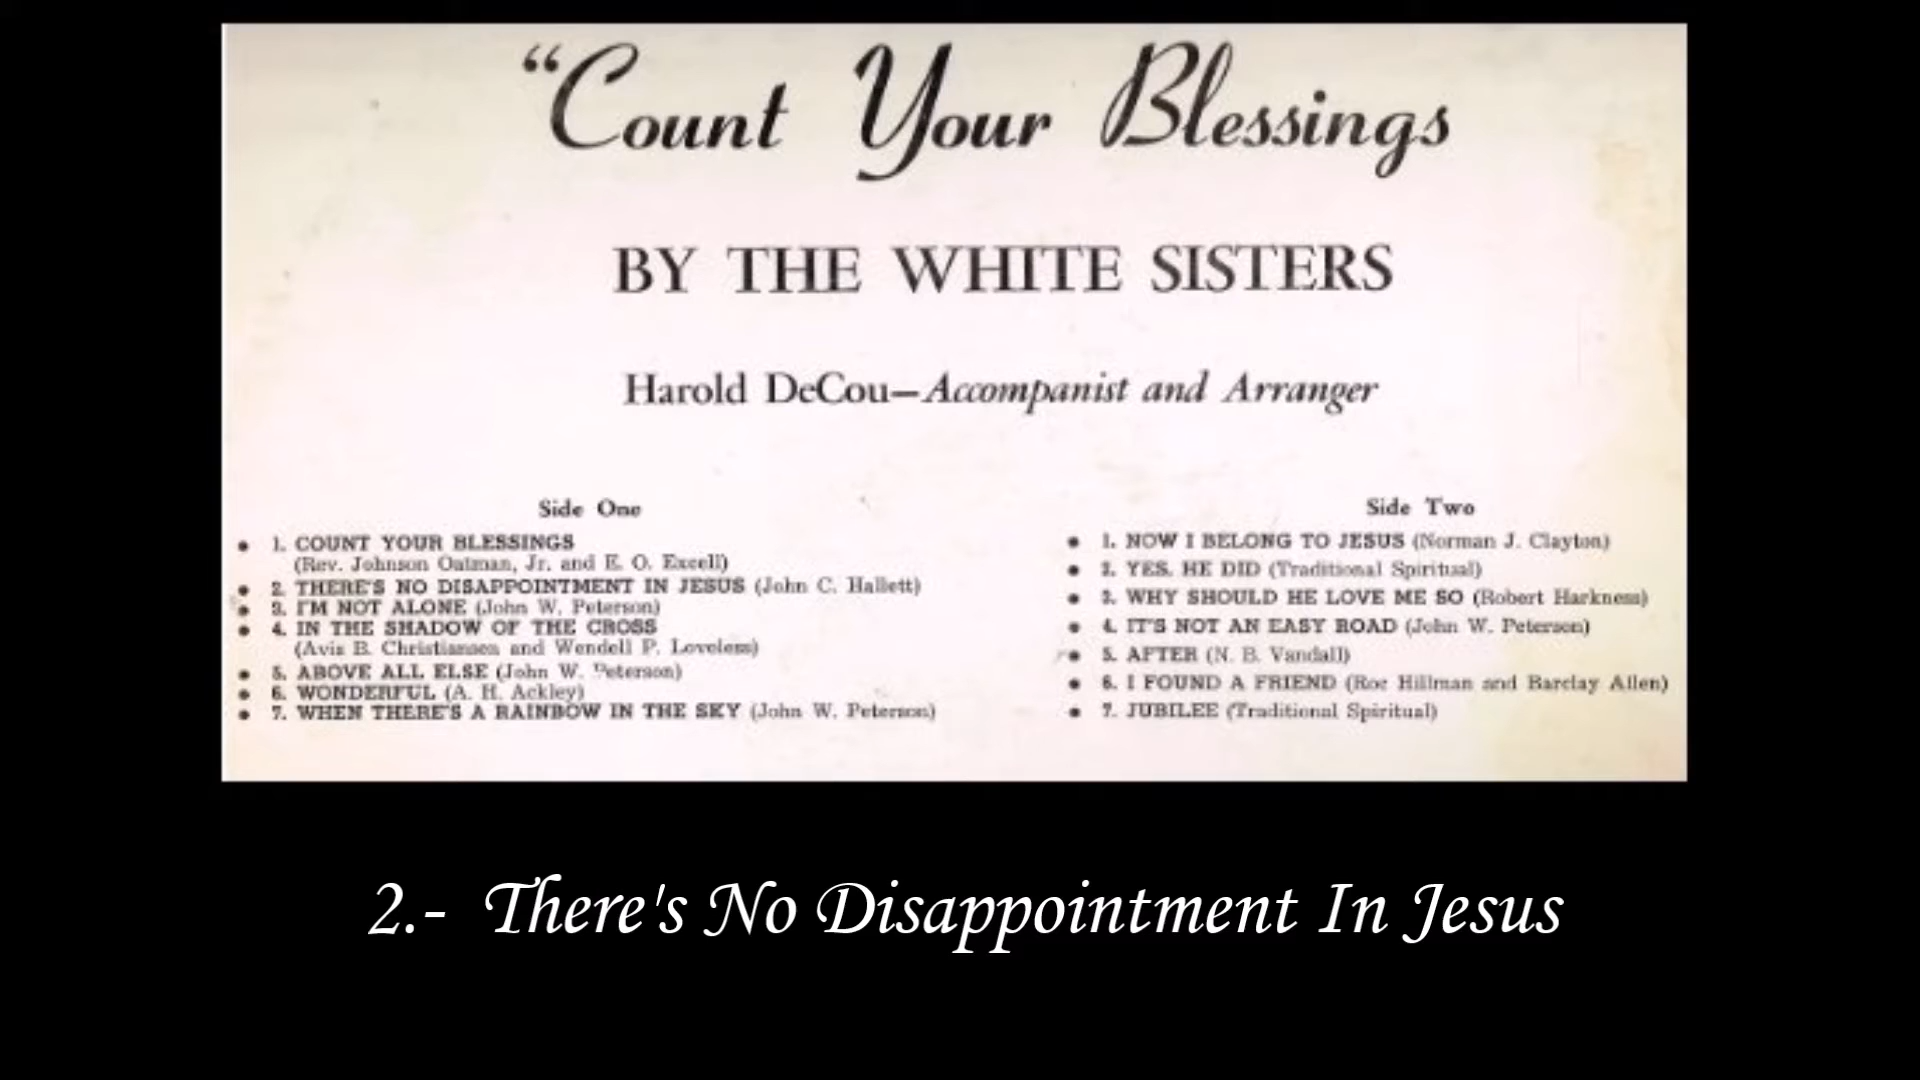 “Count Your Blessings
BY THE WHITE SISTERS
Harold DeCou—Accompanist and Arranger
Side One
1. COUNT YOUR BLESSINGS
(Rev. Johnson Oatman, Jr. and E. O. Excell)
2. THERE'S NO DISAPPOINTMENT IN JESUS (John C. Hallett)
3. I'M NOT ALONE (John W. Peterson)
4. IN THE SHADOW OF THE CROSS
(Avis B. Christiansen and Wendell P. Loveless)
5. ABOVE ALL ELSE (John W. Peterson)
6. WONDERFUL (A. H. Ackley)
7. WHEN THERE'S A RAINBOW IN THE SKY (John W. Peterson)
Side Two
1. NOW I BELONG TO JESUS (Norman J. Clayton)
2. YES, HE DID (Traditional Spiritual)
3. WHY SHOULD HE LOVE ME SO (Robert Harkness)
4. IT'S NOT AN EASY ROAD (John W. Peterson)
5. AFTER (N. B. Vandall)
6. I FOUND A FRIEND (Roc Hillman and Barclay Allen)
7. JUBILEE (Traditional Spiritual)
2.- There's No Disappointment In Jesus